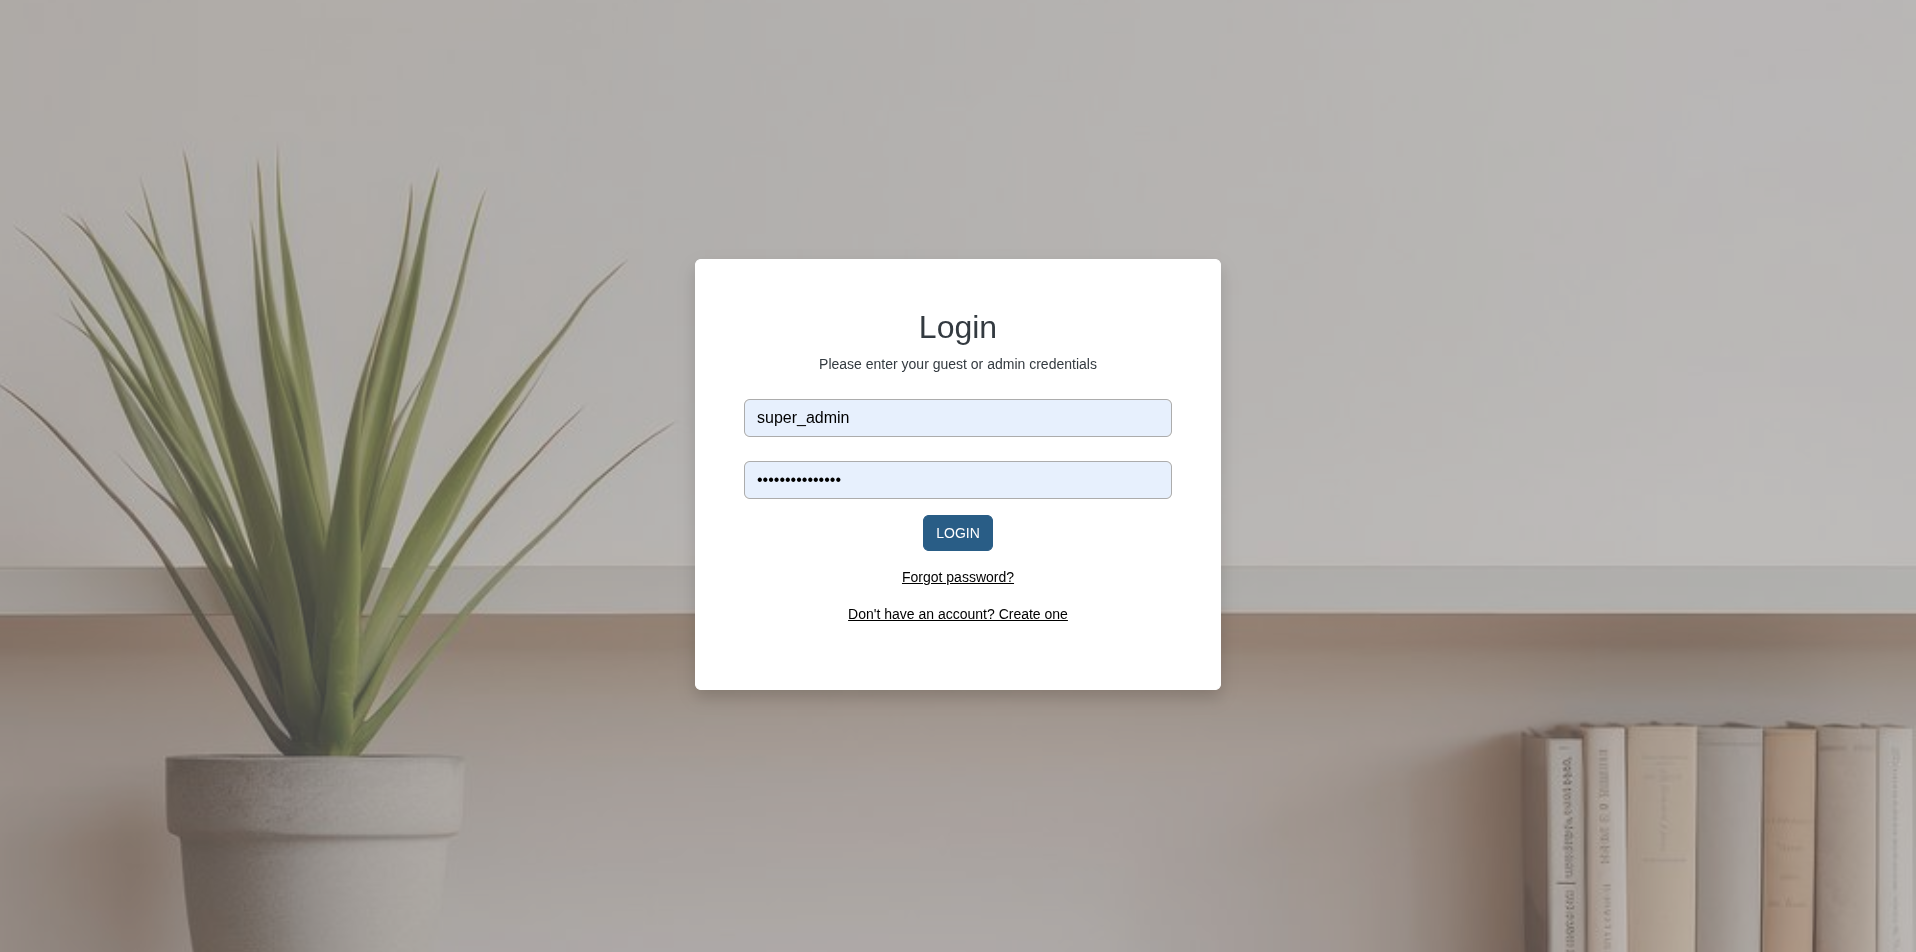 Login
Please enter your guest or admin credentials
super_admin
•••••••••••••••
LOGIN
Forgot password?
Don't have an account? Create one